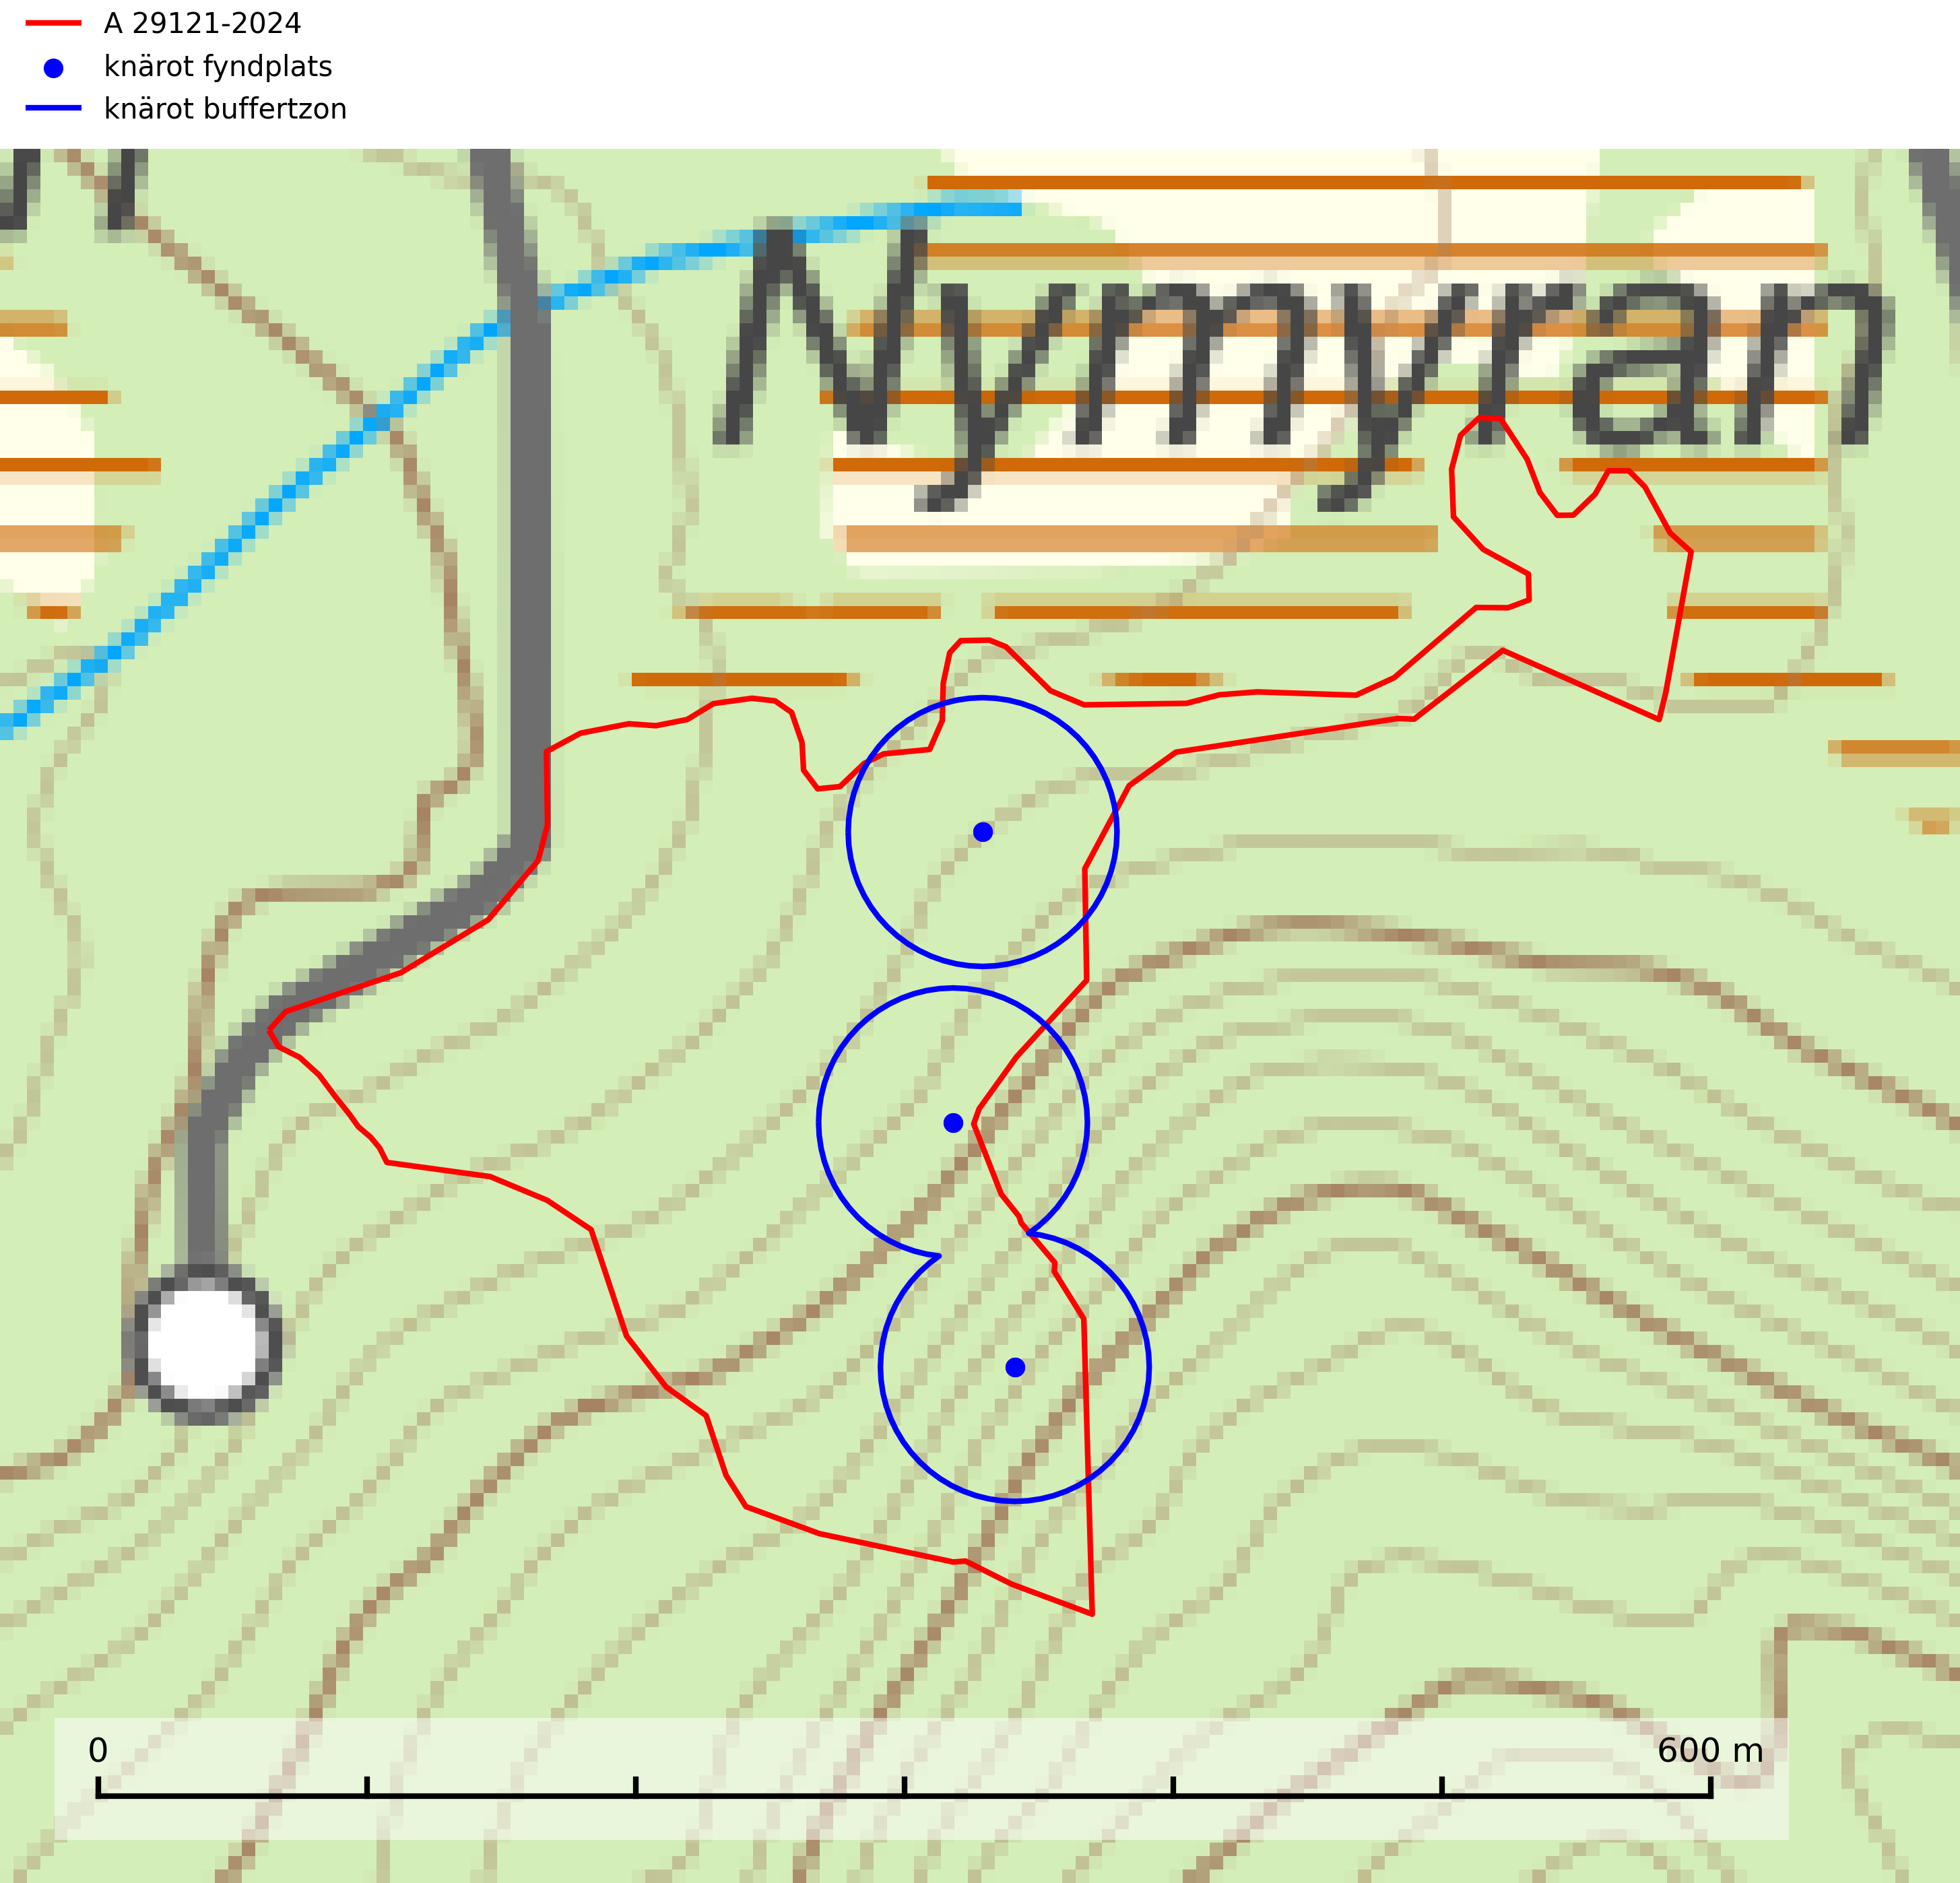 A 29121-2024
knärot fyndplats
knärot buffertzon
Nymyran
0 600 m